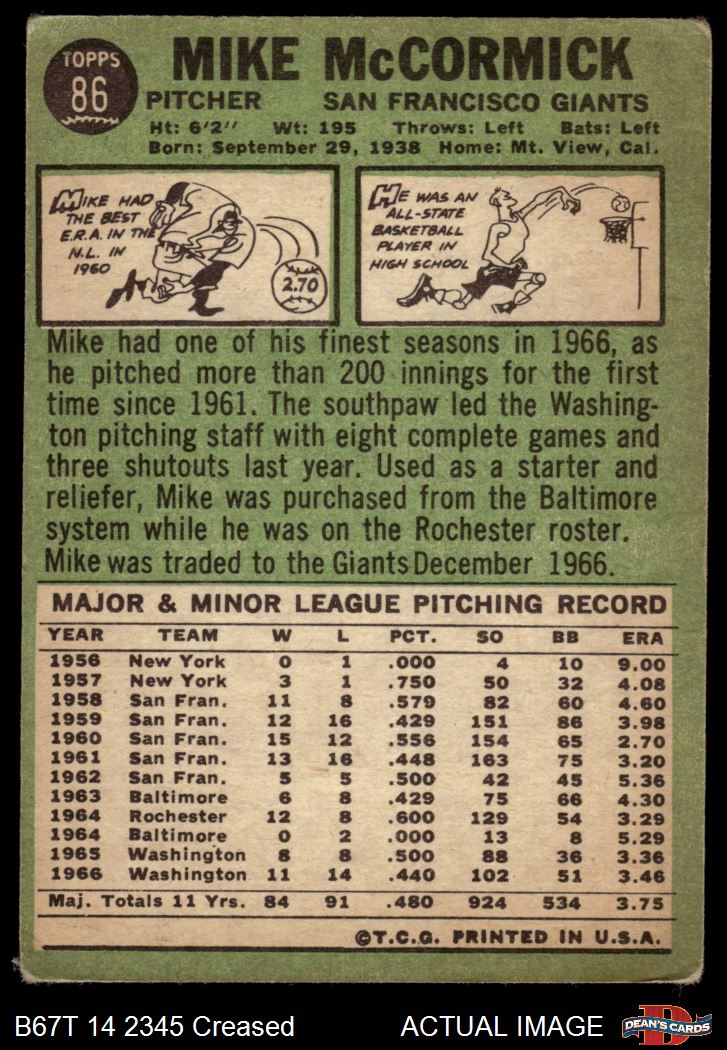 TOPPS
86
MIKE McCORMICK
PITCHER SAN FRANCISCO GIANTS
Ht: 6'2'' Wt: 195 Throws: Left Bats: Left
Born: September 29, 1938 Home: Mt. View, Cal.
MIKE HAD
THE BEST
E.R.A. IN THE
N.L. IN
1960
2.70
HE WAS AN
ALL-STATE
BASKETBALL
PLAYER IN
HIGH SCHOOL
Mike had one of his finest seasons in 1966, as
he pitched more than 200 innings for the first
time since 1961. The southpaw led the Washing-
ton pitching staff with eight complete games and
three shutouts last year. Used as a starter and
reliefer, Mike was purchased from the Baltimore
system while he was on the Rochester roster.
Mike was traded to the Giants December 1966.
MAJOR & MINOR LEAGUE PITCHING RECORD
YEAR TEAM W L PCT. SO BB ERA
1956 New York 0 1 .000 4 10 9.00
1957 New York 3 1 .750 50 32 4.08
1958 San Fran. 11 8 .579 82 60 4.60
1959 San Fran. 12 16 .429 151 86 3.98
1960 San Fran. 15 12 .556 154 65 2.70
1961 San Fran. 13 16 .448 163 75 3.20
1962 San Fran. 5 5 .500 42 45 5.36
1963 Baltimore 6 8 .429 75 66 4.30
1964 Rochester 12 8 .600 129 54 3.29
1964 Baltimore 0 2 .000 13 8 5.29
1965 Washington 8 8 .500 88 36 3.36
1966 Washington 11 14 .440 102 51 3.46
Maj. Totals 11 Yrs. 84 91 .480 924 534 3.75
©T.C.G. PRINTED IN U.S.A.
B67T 14 2345 Creased ACTUAL IMAGE
D
DEAN'S CARDS